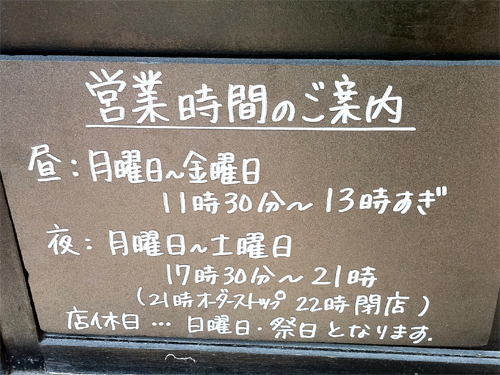 営業時間のご案内
昼:月曜日~金曜日
11時30分~13時すぎ
夜:月曜日~土曜日
17時30分~21時
(21時オーダーストップ 22時閉店)
店休日…日曜日・祭日となります.